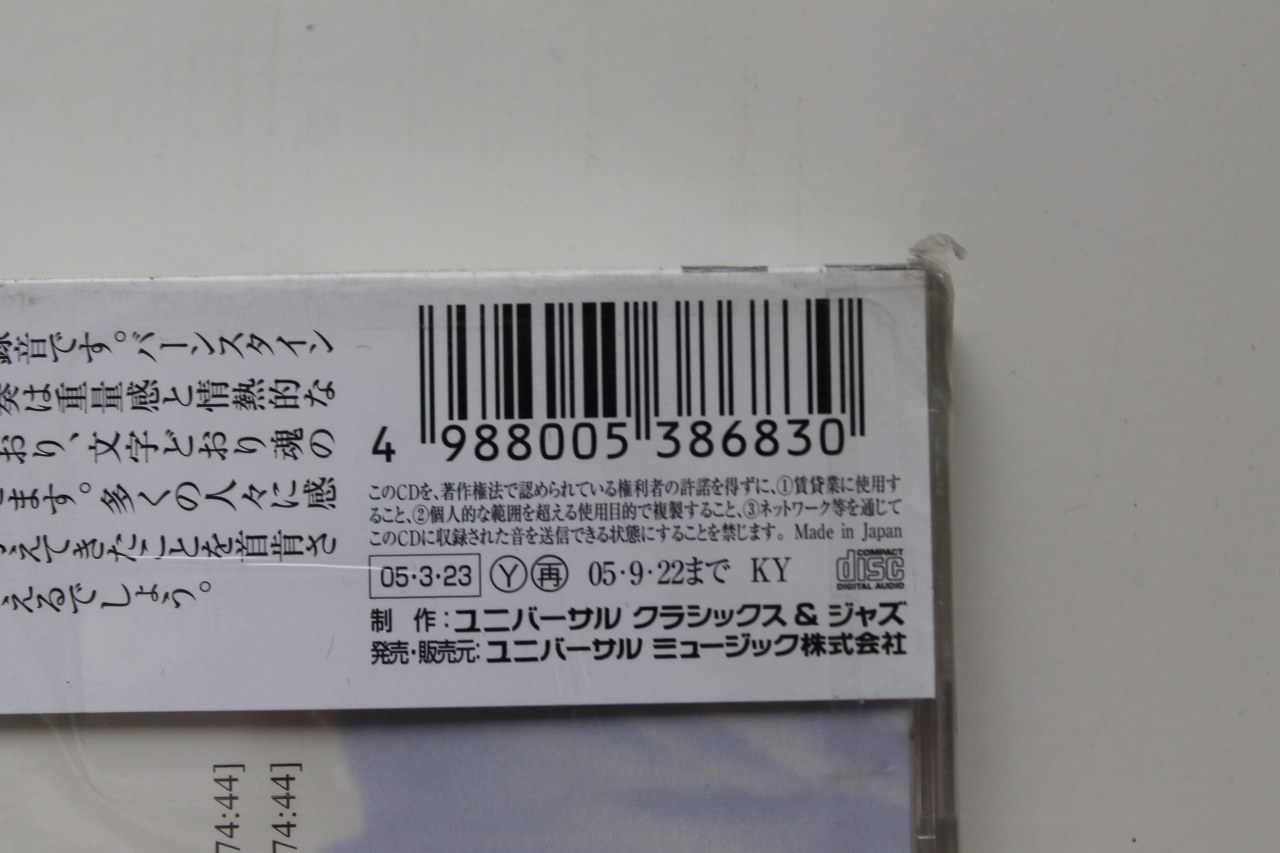 録音です。バーンスタイン
奏は重量感と情熱的な
おり、文字どおり魂の
ます。多くの人々に感
えてきたことを首肯さ
えるでしょう。
4 988005 386830
このCDを、著作権法で認められている権利者の許諾を得ずに、①賃貸業に使用す
ること、②個人的な範囲を超える使用目的で複製すること、③ネットワーク等を通じて
このCDに収録された音を送信できる状態にすることを禁じます。 Made in Japan
05・3・23 Ⓨ㊢ 05・9・22まで KY
COMPACT
disc
DIGITAL AUDIO
制 作:ユニバーサル クラシックス & ジャズ
発売・販売元:ユニバーサル ミュージック株式会社
74:44]
74:44]